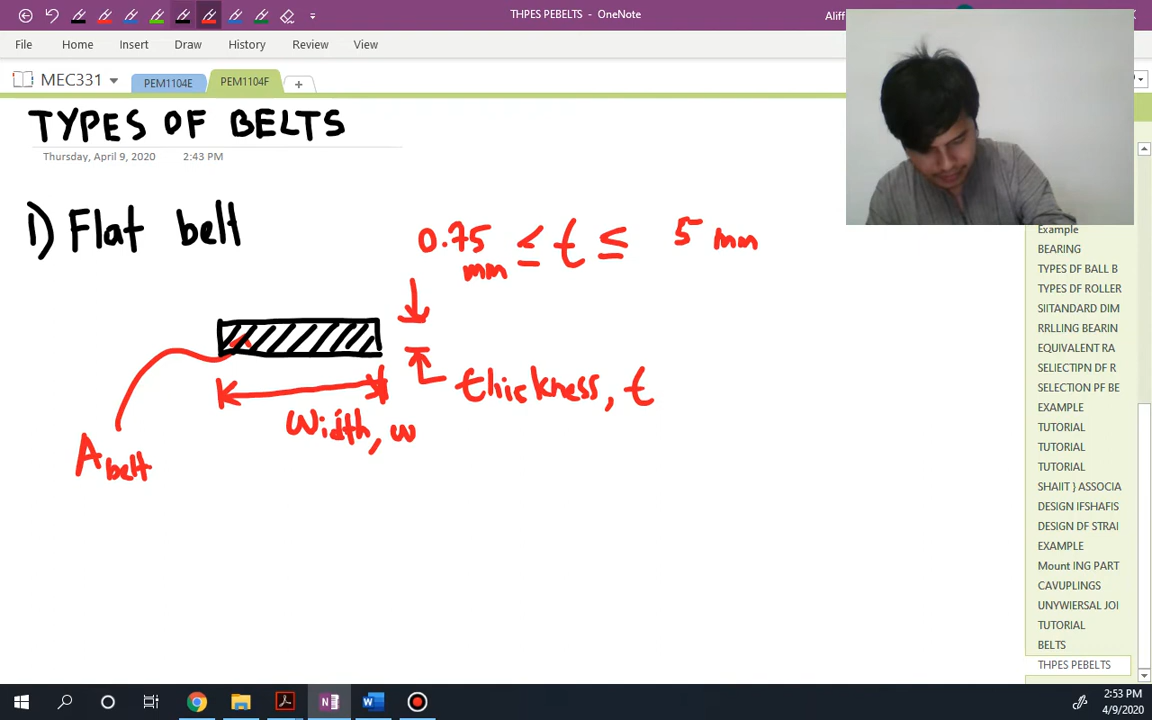 THPES PEBELTS - OneNote
Aliff
File Home Insert Draw History Review View
MEC331
PEM1104E
PEM1104F
TYPES OF BELTS
Thursday, April 9, 2020 2:43 PM
1) Flat belt
0.75 mm ≤ t ≤ 5 mm
thickness, t
Width, w
A belt
Example
BEARING
TYPES DF BALL B
TYPES DF ROLLER
SIITANDARD DIM
RRLLING BEARIN
EQUIVALENT RA
SELIECTIPN DF R
SELECTION PF BE
EXAMPLE
TUTORIAL
TUTORIAL
TUTORIAL
SHAIIT } ASSOCIA
DESIGN IFSHAFIS
DESIGN DF STRAI
EXAMPLE
Mount ING PART
CAVUPLINGS
UNYWIERSAL JOI
TUTORIAL
BELTS
THPES PEBELTS
2:53 PM
4/9/2020